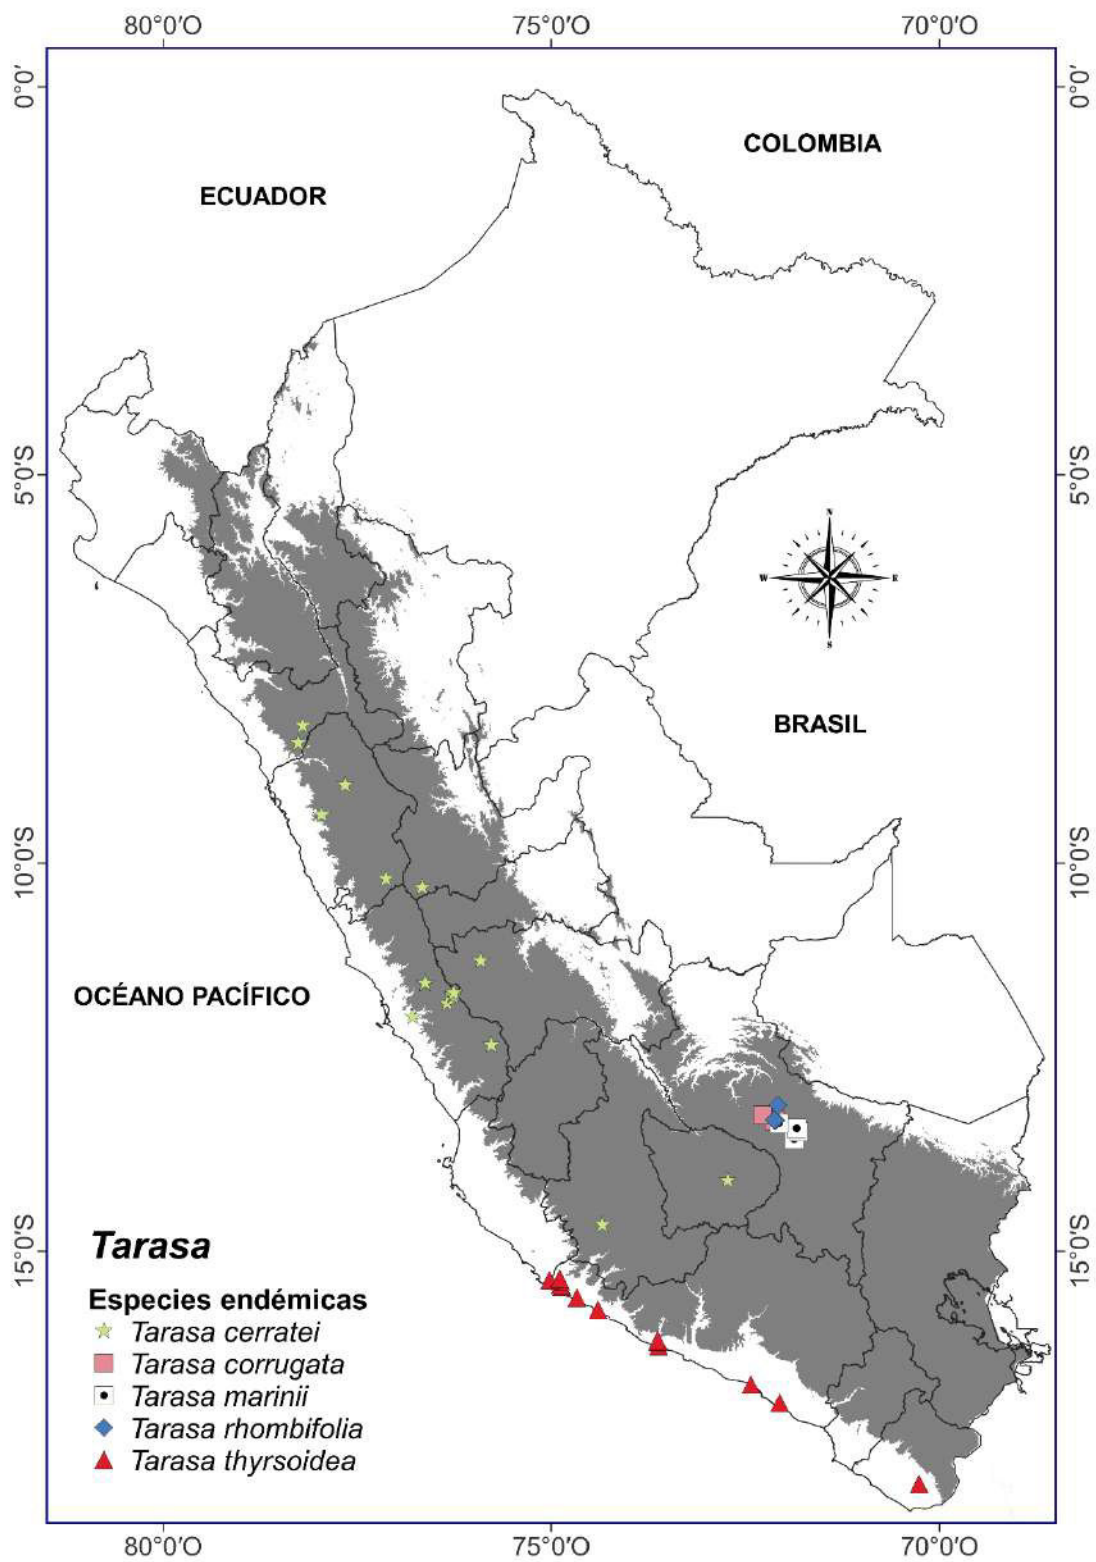 80°0'O 75°0'O 70°0'O
0°0' 0°0'
COLOMBIA
ECUADOR
5°0'S 5°0'S
N
W E
S
BRASIL
10°0'S 10°0'S
OCÉANO PACÍFICO
15°0'S 15°0'S
Tarasa
Especies endémicas
Tarasa cerratei
Tarasa corrugata
Tarasa marinii
Tarasa rhombifolia
Tarasa thyrsoidea
80°0'O 75°0'O 70°0'O